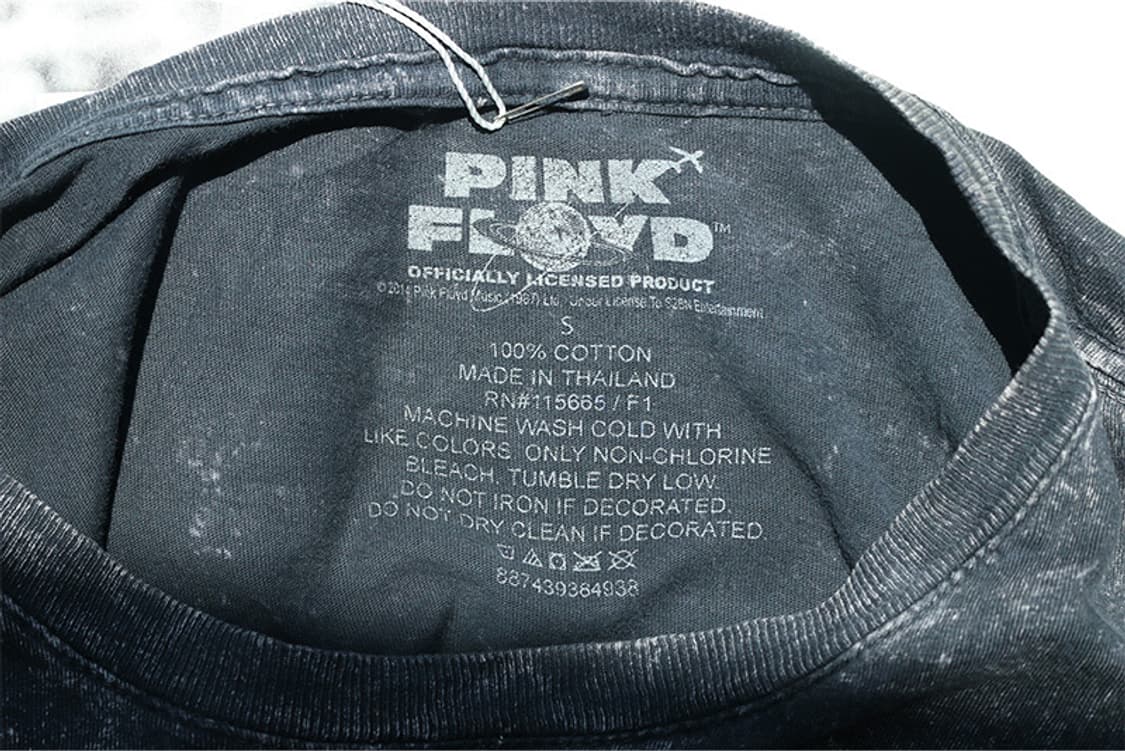 PINK
FLOYD™
OFFICIALLY LICENSED PRODUCT
Pink Floyd Music (1987) Ltd. Under License To S2BN Entertainment
S
100% COTTON
MADE IN THAILAND
RN#115665 / F1
MACHINE WASH COLD WITH
LIKE COLORS. ONLY NON-CHLORINE
BLEACH. TUMBLE DRY LOW.
DO NOT IRON IF DECORATED.
DO NOT DRY CLEAN IF DECORATED.
887439384938